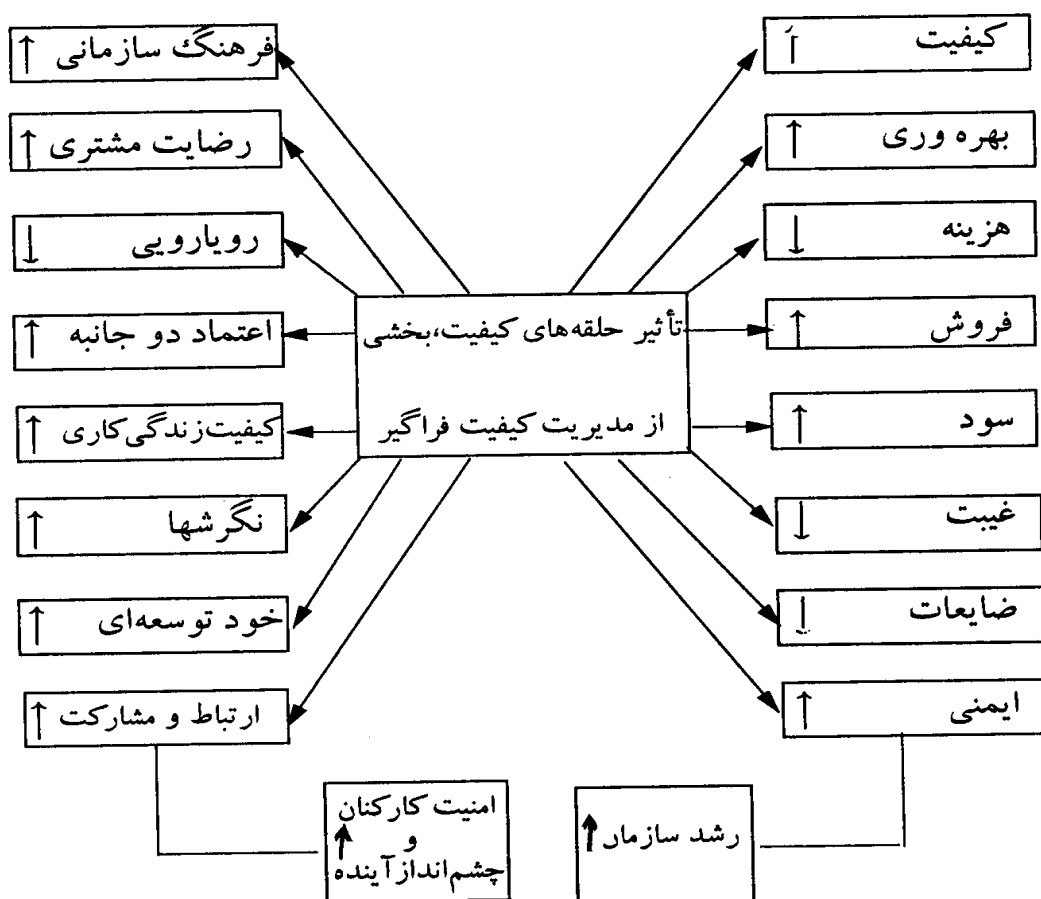 کیفیت ↑
بهره وری ↑
هزینه ↓
فروش ↑
سود ↑
غیبت ↓
ضایعات ↓
ایمنی ↑
رشد سازمان ↑
تأثیر حلقه‌های کیفیت،بخشی
از مدیریت کیفیت فراگیر
فرهنگ سازمانی ↑
رضایت مشتری ↑
رویارویی ↓
اعتماد دو جانبه ↑
کیفیت زندگی کاری ↑
نگرشها ↑
خود توسعه‌ای ↑
ارتباط و مشارکت ↑
امنیت کارکنان
و ↑
چشم‌انداز آینده